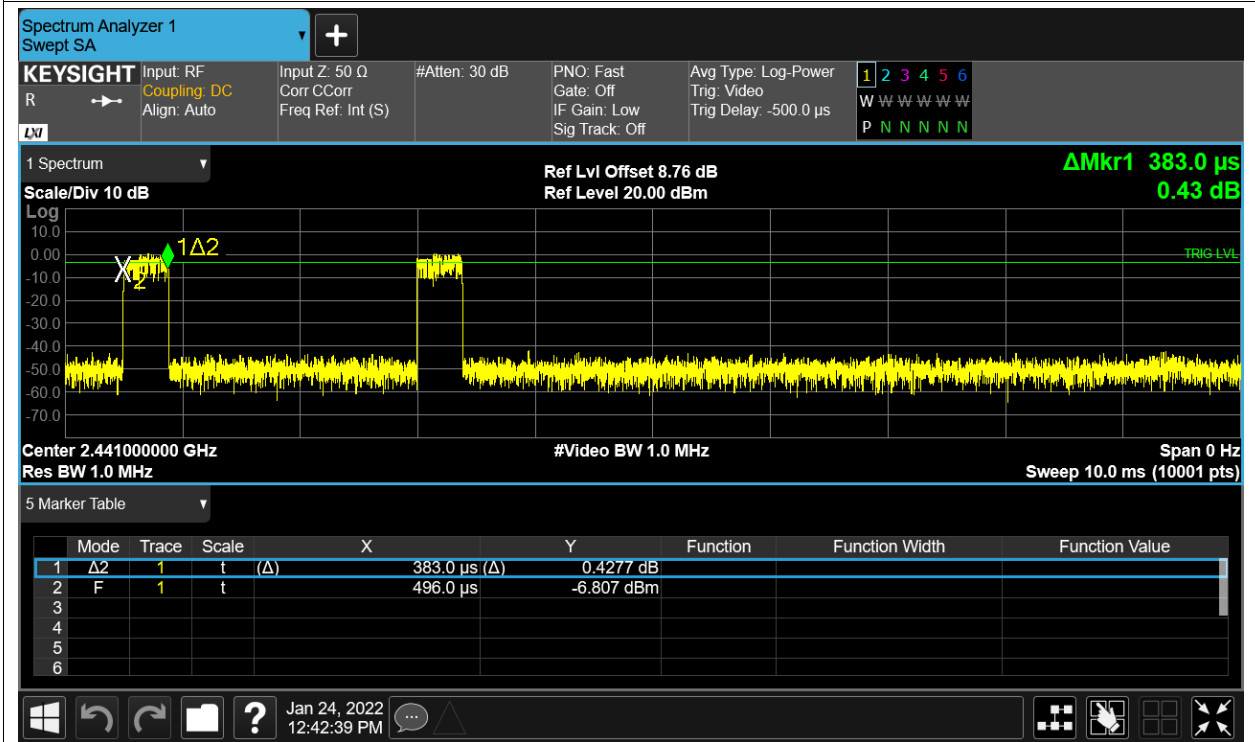 Spectrum Analyzer 1
Swept SA
KEYSIGHT Input: RF Input Z: 50 Ω #Atten: 30 dB PNO: Fast Avg Type: Log-Power 1 2 3 4 5 6
R Coupling: DC Corr CCorr Gate: Off Trig: Video W W W W W W
Align: Auto Freq Ref: Int (S) IF Gain: Low Trig Delay: -500.0 µs P N N N N N
LXI Sig Track: Off
1 Spectrum Ref Lvl Offset 8.76 dB ΔMkr1 383.0 µs
Scale/Div 10 dB Ref Level 20.00 dBm 0.43 dB
Log
10.0
0.00 1Δ2 TRIG LVL
-10.0 X 2
-20.0
-30.0
-40.0
-50.0
-60.0
-70.0
Center 2.441000000 GHz #Video BW 1.0 MHz Span 0 Hz
Res BW 1.0 MHz Sweep 10.0 ms (10001 pts)
5 Marker Table
Mode Trace Scale X Y Function Function Width Function Value
1 Δ2 1 t (Δ) 383.0 µs (Δ) 0.4277 dB
2 F 1 t 496.0 µs -6.807 dBm
3
4
5
6
? Jan 24, 2022
12:42:39 PM